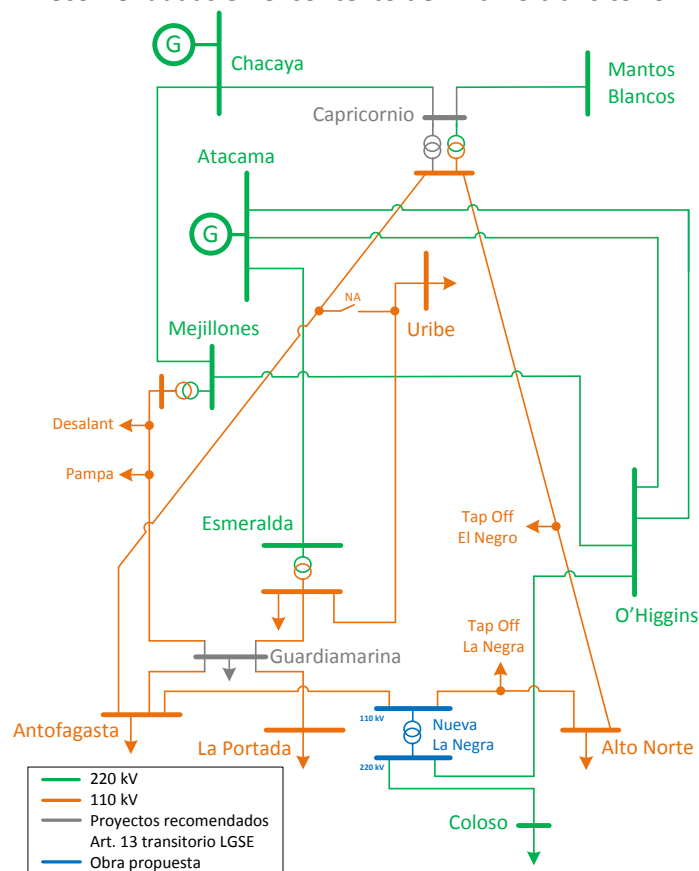 G
Chacaya
Mantos
Blancos
Capricornio
Atacama
G
NA
Uribe
Mejillones
Desalant
Pampa
Esmeralda
Tap Off
El Negro
O'Higgins
Tap Off
La Negra
Guardiamarina
Antofagasta
La Portada
110 kV
Nueva
La Negra
220 kV
Alto Norte
Coloso
220 kV
110 kV
Proyectos recomendados
Art. 13 transitorio LGSE
Obra propuesta